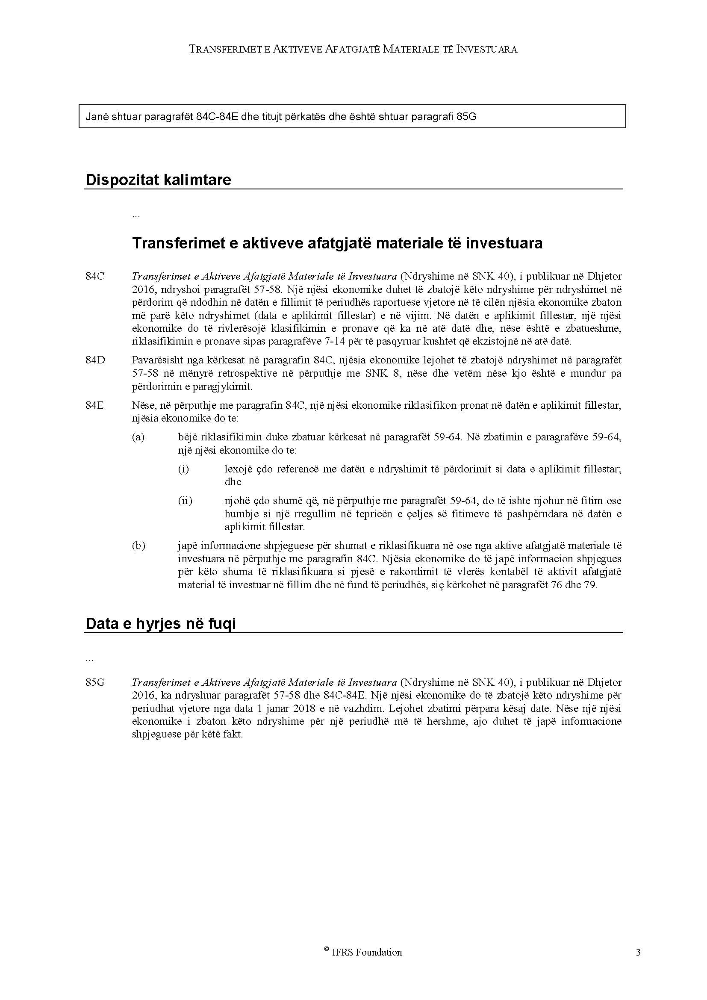 TRANSFERIMET E AKTIVEVE AFATGJATË MATERIALE TË INVESTUARA
Janë shtuar paragrafët 84C-84E dhe titujt përkatës dhe është shtuar paragrafi 85G
Dispozitat kalimtare
...
Transferimet e aktiveve afatgjatë materiale të investuara
84C Transferimet e Aktiveve Afatgjatë Materiale të Investuara (Ndryshime në SNK 40), i publikuar në Dhjetor
2016, ndryshoi paragrafët 57-58. Një njësi ekonomike duhet të zbatojë këto ndryshime për ndryshimet në
përdorim që ndodhin në datën e fillimit të periudhës raportuese vjetore në të cilën njësia ekonomike zbaton
më parë këto ndryshimet (data e aplikimit fillestar) e në vijim. Në datën e aplikimit fillestar, një njësi
ekonomike do të rivlerësojë klasifikimin e pronave që ka në atë datë dhe, nëse është e zbatueshme,
riklasifikimin e pronave sipas paragrafëve 7-14 për të pasqyruar kushtet që ekzistojnë në atë datë.
84D Pavarësisht nga kërkesat në paragrafin 84C, njësia ekonomike lejohet të zbatojë ndryshimet në paragrafët
57-58 në mënyrë retrospektive në përputhje me SNK 8, nëse dhe vetëm nëse kjo është e mundur pa
përdorimin e paragjykimit.
84E Nëse, në përputhje me paragrafin 84C, një njësi ekonomike riklasifikon pronat në datën e aplikimit fillestar,
njësia ekonomike do te:
(a) bëjë riklasifikimin duke zbatuar kërkesat në paragrafët 59-64. Në zbatimin e paragrafëve 59-64,
një njësi ekonomike do te:
(i) lexojë çdo referencë me datën e ndryshimit të përdorimit si data e aplikimit fillestar;
dhe
(ii) njohë çdo shumë që, në përputhje me paragrafët 59-64, do të ishte njohur në fitim ose
humbje si një rregullim në tepricën e çeljes së fitimeve të pashpërndara në datën e
aplikimit fillestar.
(b) japë informacione shpjeguese për shumat e riklasifikuara në ose nga aktive afatgjatë materiale të
investuara në përputhje me paragrafin 84C. Njësia ekonomike do të japë informacion shpjegues
për këto shuma të riklasifikuara si pjesë e rakordimit të vlerës kontabël të aktivit afatgjatë
material të investuar në fillim dhe në fund të periudhës, siç kërkohet në paragrafët 76 dhe 79.
Data e hyrjes në fuqi
...
85G Transferimet e Aktiveve Afatgjatë Materiale të Investuara (Ndryshime në SNK 40), i publikuar në Dhjetor
2016, ka ndryshuar paragrafët 57-58 dhe 84C-84E. Një njësi ekonomike do të zbatojë këto ndryshime për
periudhat vjetore nga data 1 janar 2018 e në vazhdim. Lejohet zbatimi përpara kësaj date. Nëse një njësi
ekonomike i zbaton këto ndryshime për një periudhë më të hershme, ajo duhet të japë informacione
shpjeguese për këtë fakt.
© IFRS Foundation 3